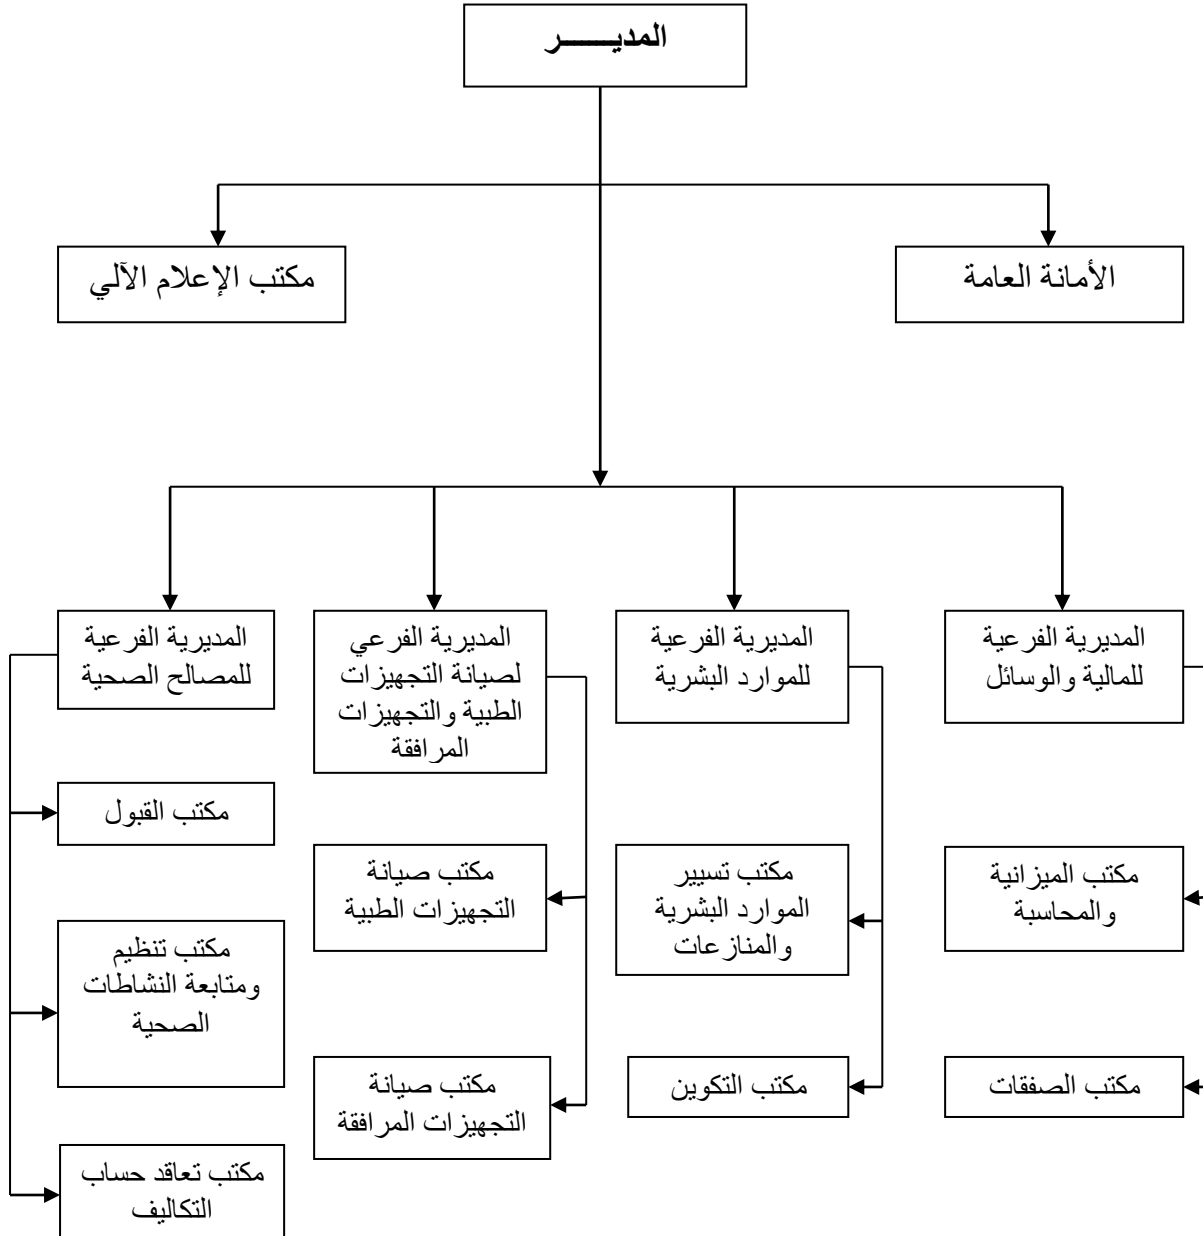 المديـــــــر
الأمانة العامة
مكتب الإعلام الآلي
المديرية الفرعية
للمالية والوسائل
المديرية الفرعية
للموارد البشرية
المديرية الفرعي
لصيانة التجهيزات
الطبية والتجهيزات
المرافقة
المديرية الفرعية
للمصالح الصحية
مكتب الميزانية
والمحاسبة
مكتب الصفقات
مكتب تسيير
الموارد البشرية
والمنازعات
مكتب التكوين
مكتب صيانة
التجهيزات الطبية
مكتب صيانة
التجهيزات المرافقة
مكتب القبول
مكتب تنظيم
ومتابعة النشاطات
الصحية
مكتب تعاقد حساب
التكاليف